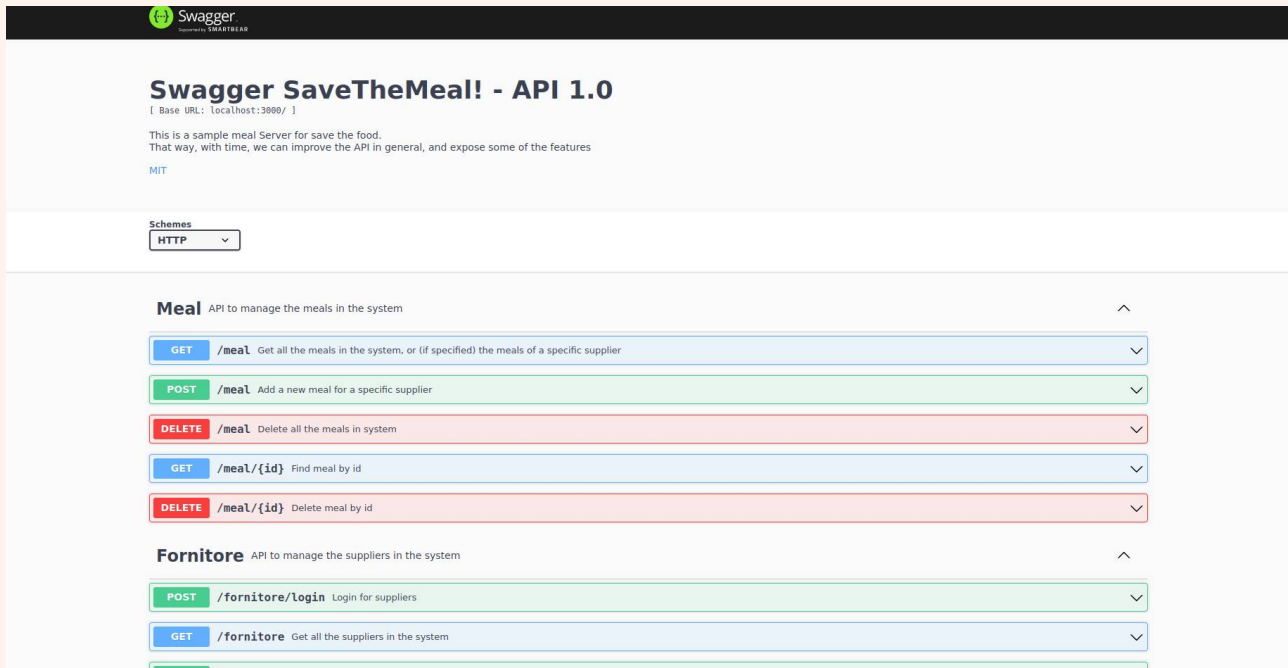 Swagger
Supported by SMARTBEAR
Swagger SaveTheMeal! - API 1.0
[ Base URL: localhost:3000/ ]
This is a sample meal Server for save the food.
That way, with time, we can improve the API in general, and expose some of the features
MIT
Schemes
HTTP
Meal API to manage the meals in the system
GET /meal Get all the meals in the system, or (if specified) the meals of a specific supplier
POST /meal Add a new meal for a specific supplier
DELETE /meal Delete all the meals in system
GET /meal/{id} Find meal by id
DELETE /meal/{id} Delete meal by id
Fornitore API to manage the suppliers in the system
POST /fornitore/login Login for suppliers
GET /fornitore Get all the suppliers in the system